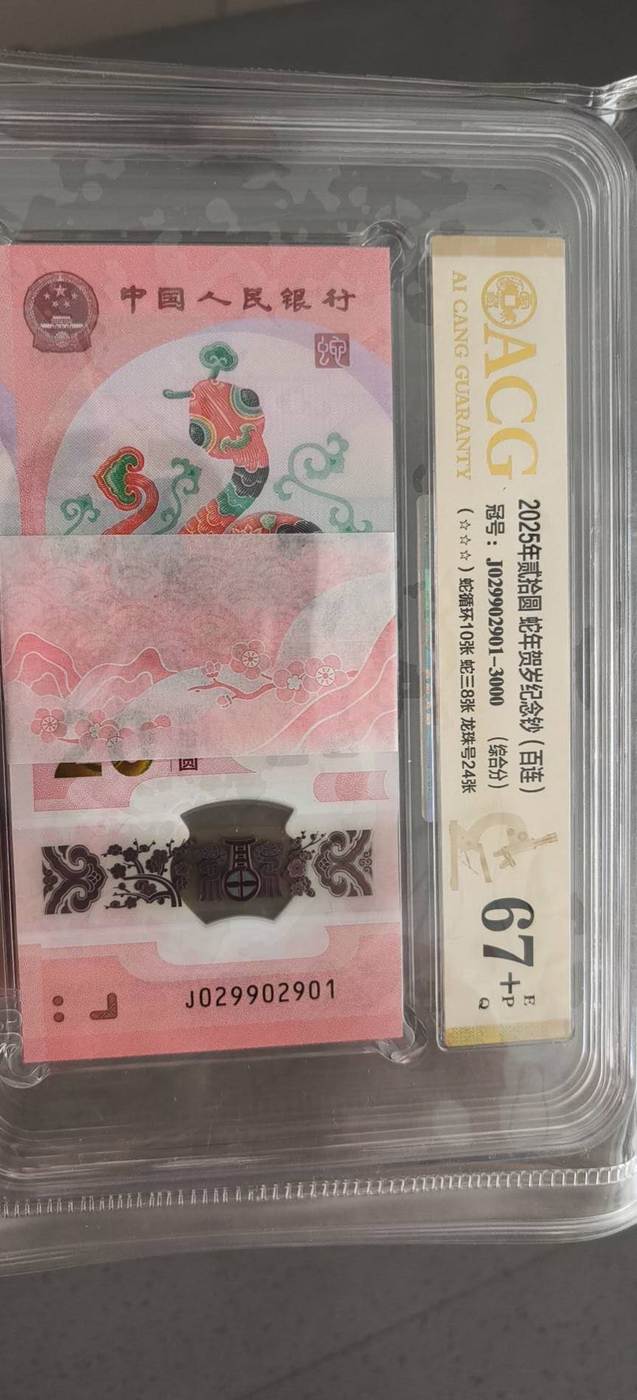 中国人民银行
蛇
20
圆
J029902901
ACG
AI CANG GUARANTY
2025年贰拾圆 蛇年贺岁纪念钞 (百连)
冠号: J029902901-3000 (综合分)
(☆☆☆) 蛇循环10张 蛇三8张 龙珠号24张
67+
E
P
Q